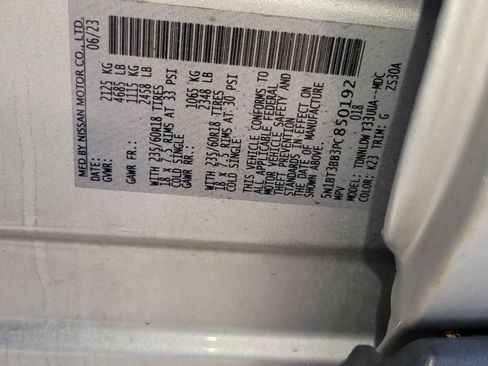 MFD BY NISSAN MOTOR CO., LTD.
DATE: 06/23
GVWR: 2125 KG
4685 LB
GAWR FR.: 1115 KG
2458 LB
WITH 235/60R18 TIRES
18 X 7.5 RIMS AT: 33 PSI
COLD SINGLE
GAWR RR.: 1065 KG
2348 LB
WITH 235/60R18 TIRES
18 X 7.5 RIMS AT: 30 PSI
COLD SINGLE
THIS VEHICLE CONFORMS TO
ALL APPLICABLE FEDERAL
MOTOR VEHICLE SAFETY AND
THEFT PREVENTION
STANDARDS IN EFFECT ON
THE DATE OF MANUFACTURE
SHOWN ABOVE.
5N1BT3BB3PC850192
MPV 018
MODEL:
COLOR: K23 TRIM: G ZS30A